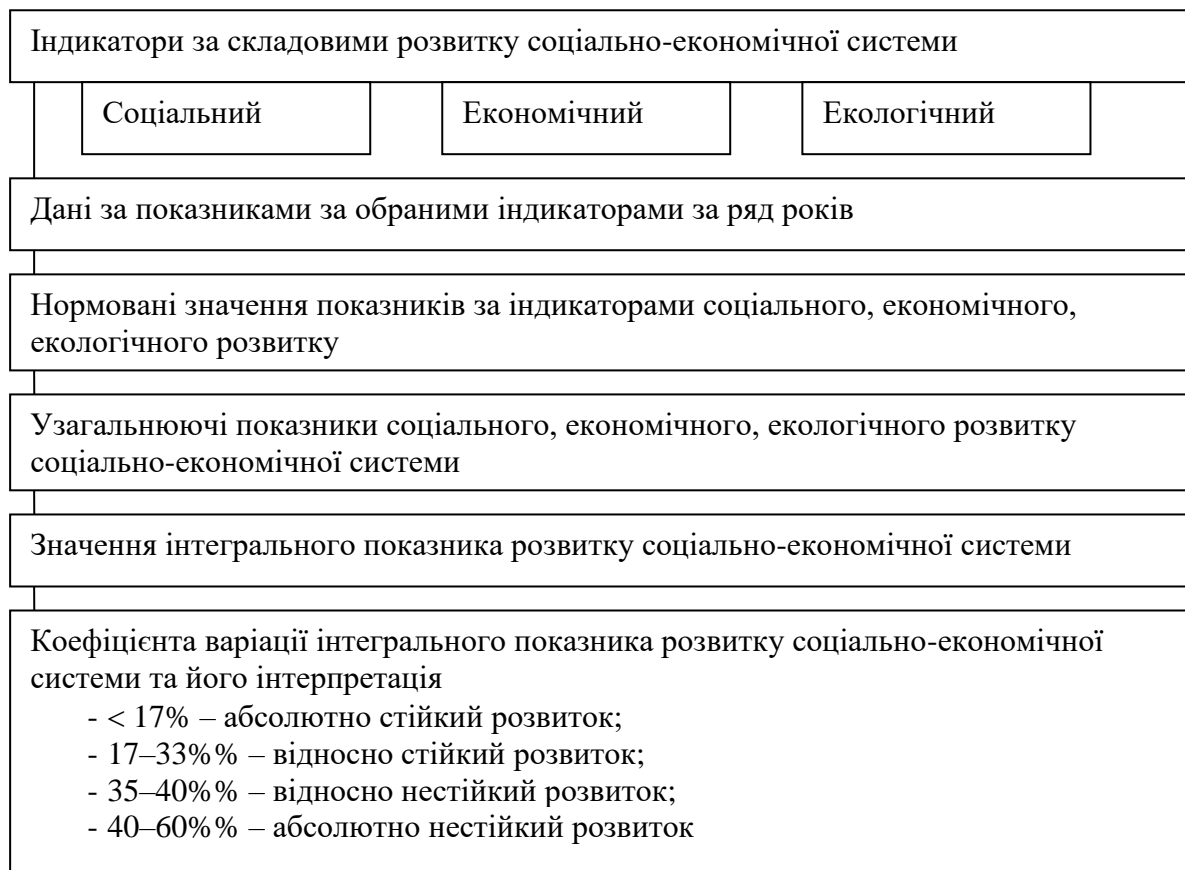 Індикатори за складовими розвитку соціально-економічної системи
Соціальний
Економічний
Екологічний
Дані за показниками за обраними індикаторами за ряд років
Нормовані значення показників за індикаторами соціального, економічного,
екологічного розвитку
Узагальнюючі показники соціального, економічного, екологічного розвитку
соціально-економічної системи
Значення інтегрального показника розвитку соціально-економічної системи
Коефіцієнта варіації інтегрального показника розвитку соціально-економічної
системи та його інтерпретація
- < 17% – абсолютно стійкий розвиток;
- 17–33%% – відносно стійкий розвиток;
- 35–40%% – відносно нестійкий розвиток;
- 40–60%% – абсолютно нестійкий розвиток